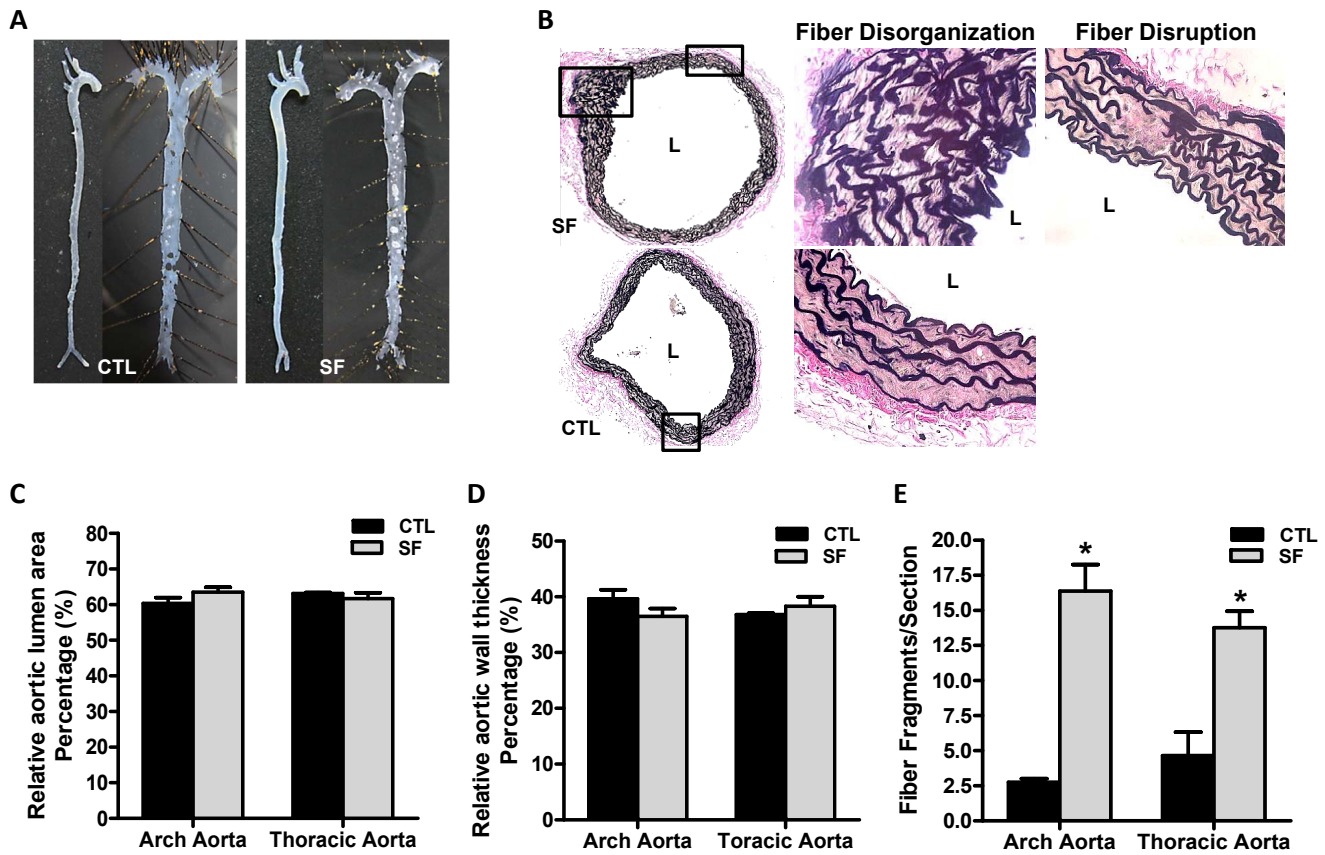 A
CTL
SF
B
Fiber Disorganization
Fiber Disruption
L
SF
L
L
L
CTL
L
C
Relative aortic lumen area
Percentage (%)
CTL
SF
80
70
60
50
40
30
20
10
0
Arch Aorta
Thoracic Aorta
D
Relative aortic wall thickness
Percentage (%)
CTL
SF
50
40
30
20
10
0
Arch Aorta
Toracic Aorta
E
Fiber Fragments/Section
CTL
SF
20.0
17.5
15.0
12.5
10.0
7.5
5.0
2.5
0.0
*
*
Arch Aorta
Thoracic Aorta